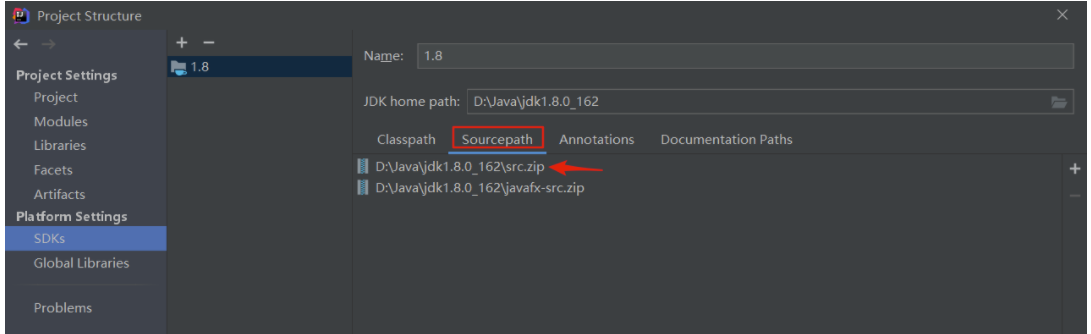 Project Structure
Project Settings
Project
Modules
Libraries
Facets
Artifacts
Platform Settings
SDKs
Global Libraries
Problems
1.8
Name: 1.8
JDK home path: D:\Java\jdk1.8.0_162
Classpath Sourcepath Annotations Documentation Paths
D:\Java\jdk1.8.0_162\src.zip
D:\Java\jdk1.8.0_162\javafx-src.zip